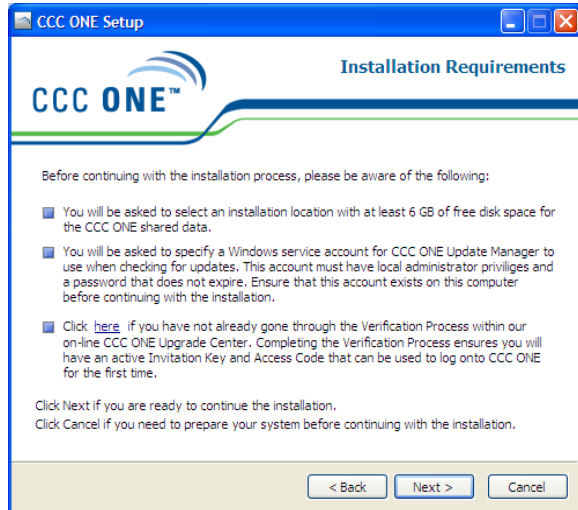 CCC ONE Setup
Installation Requirements
CCC ONE™
Before continuing with the installation process, please be aware of the following:
You will be asked to select an installation location with at least 6 GB of free disk space for
the CCC ONE shared data.
You will be asked to specify a Windows service account for CCC ONE Update Manager to
use when checking for updates. This account must have local administrator priviliges and
a password that does not expire. Ensure that this account exists on this computer
before continuing with the installation.
Click here if you have not already gone through the Verification Process within our
on-line CCC ONE Upgrade Center. Completing the Verification Process ensures you will
have an active Invitation Key and Access Code that can be used to log onto CCC ONE
for the first time.
Click Next if you are ready to continue the installation.
Click Cancel if you need to prepare your system before continuing with the installation.
< Back Next > Cancel